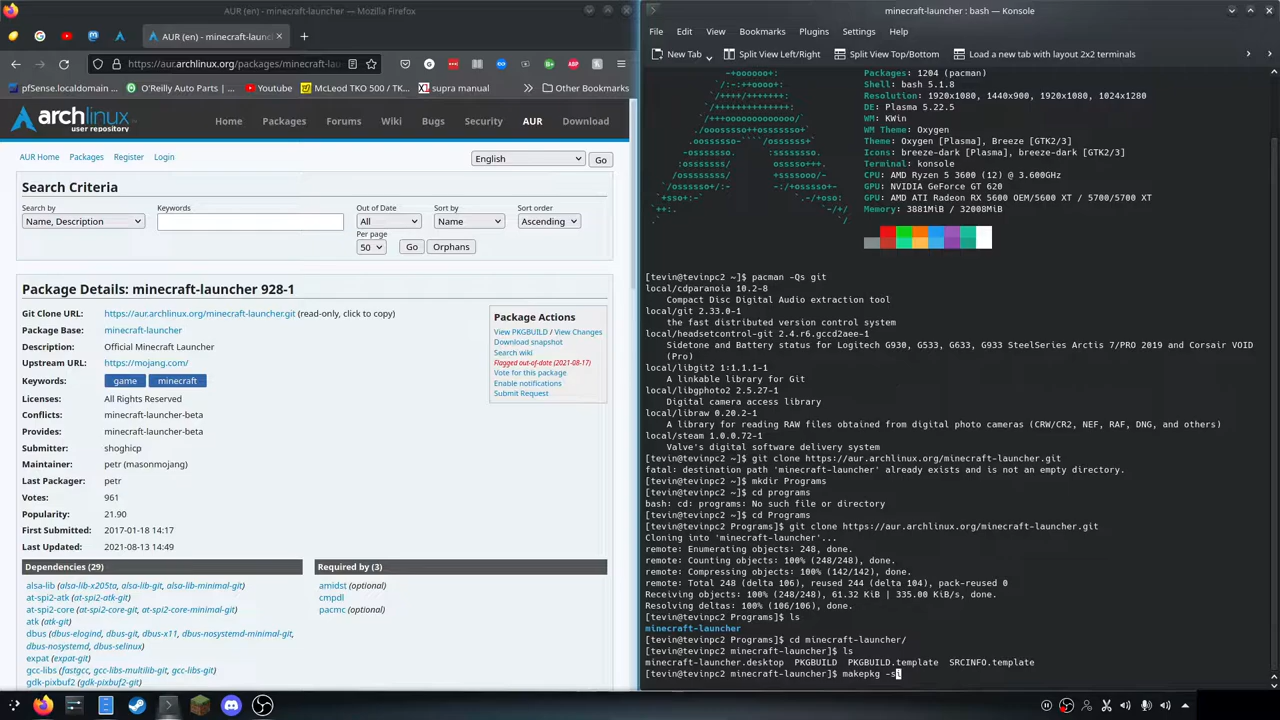 AUR (en) - minecraft-launcher — Mozilla Firefox
AUR (en) - minecraft-launc
https://aur.archlinux.org/packages/minecraft-lau
pfSense.localdomain
O'Reilly Auto Parts |
Youtube
McLeod TKO 500 / TK...
supra manual
Other Bookmarks
archlinux
user repository
Home
Packages
Forums
Wiki
Bugs
Security
AUR
Download
AUR Home
Packages
Register
Login
English
Go
Search Criteria
Search by
Keywords
Out of Date
Sort by
Sort order
Name, Description
All
Name
Ascending
Per page
50
Go
Orphans
Package Details: minecraft-launcher 928-1
Git Clone URL: https://aur.archlinux.org/minecraft-launcher.git (read-only, click to copy)
Package Base: minecraft-launcher
Description: Official Minecraft Launcher
Upstream URL: https://mojang.com/
Keywords: game minecraft
Licenses: All Rights Reserved
Conflicts: minecraft-launcher-beta
Provides: minecraft-launcher-beta
Submitter: shoghicp
Maintainer: petr (masonmojang)
Last Packager: petr
Votes: 961
Popularity: 21.90
First Submitted: 2017-01-18 14:17
Last Updated: 2021-08-13 14:49
Package Actions
View PKGBUILD / View Changes
Download snapshot
Search wiki
Flagged out-of-date (2021-08-17)
Vote for this package
Enable notifications
Submit Request
Dependencies (29)
alsa-lib (alsa-lib-x205ta, alsa-lib-git, alsa-lib-minimal-git)
at-spi2-atk (at-spi2-atk-git)
at-spi2-core (at-spi2-core-git, at-spi2-core-minimal-git)
atk (atk-git)
dbus (dbus-elogind, dbus-git, dbus-x11, dbus-nosystemd-minimal-git,
dbus-nosystemd, dbus-selinux)
expat (expat-git)
gcc-libs (fastgcc, gcc-libs-multilib-git, gcc-libs-git)
gdk-pixbuf2 (gdk-pixbuf2-git)
Required by (3)
amidst (optional)
cmpdl
pacmc (optional)
minecraft-launcher : bash — Konsole
File
Edit
View
Bookmarks
Plugins
Settings
Help
New Tab
Split View Left/Right
Split View Top/Bottom
Load a new tab with layout 2x2 terminals
Packages: 1204 (pacman)
Shell: bash 5.1.8
Resolution: 1920x1080, 1440x900, 1920x1080, 1024x1280
DE: Plasma 5.22.5
WM: KWin
WM Theme: Oxygen
Theme: Oxygen [Plasma], Breeze [GTK2/3]
Icons: breeze-dark [Plasma], breeze-dark [GTK2/3]
Terminal: konsole
CPU: AMD Ryzen 5 3600 (12) @ 3.600GHz
GPU: NVIDIA GeForce GT 620
GPU: AMD ATI Radeon RX 5600 OEM/5600 XT / 5700/5700 XT
Memory: 3881MiB / 32008MiB
[tevin@tevinpc2 ~]$ pacman -Qs git
local/cdparanoia 10.2-8
Compact Disc Digital Audio extraction tool
local/git 2.33.0-1
the fast distributed version control system
local/headsetcontrol-git 2.4.r6.gccd2aee-1
Sidetone and Battery status for Logitech G930, G533, G633, G933 SteelSeries Arctis 7/PRO 2019 and Corsair VOID
(Pro)
local/libgit2 1:1.1.1-1
A linkable library for Git
local/libgphoto2 2.5.27-1
Digital camera access library
local/libraw 0.20.2-1
A library for reading RAW files obtained from digital photo cameras (CRW/CR2, NEF, RAF, DNG, and others)
local/steam 1.0.0.72-1
Valve's digital software delivery system
[tevin@tevinpc2 ~]$ git clone https://aur.archlinux.org/minecraft-launcher.git
fatal: destination path 'minecraft-launcher' already exists and is not an empty directory.
[tevin@tevinpc2 ~]$ mkdir Programs
[tevin@tevinpc2 ~]$ cd programs
bash: cd: programs: No such file or directory
[tevin@tevinpc2 ~]$ cd Programs
[tevin@tevinpc2 Programs]$ git clone https://aur.archlinux.org/minecraft-launcher.git
Cloning into 'minecraft-launcher'...
remote: Enumerating objects: 248, done.
remote: Counting objects: 100% (248/248), done.
remote: Compressing objects: 100% (142/142), done.
remote: Total 248 (delta 106), reused 244 (delta 104), pack-reused 0
Receiving objects: 100% (248/248), 61.32 KiB | 335.00 KiB/s, done.
Resolving deltas: 100% (106/106), done.
[tevin@tevinpc2 Programs]$ ls
minecraft-launcher
[tevin@tevinpc2 Programs]$ cd minecraft-launcher/
[tevin@tevinpc2 minecraft-launcher]$ ls
minecraft-launcher.desktop PKGBUILD PKGBUILD.template SRCINFO.template
[tevin@tevinpc2 minecraft-launcher]$ makepkg -si